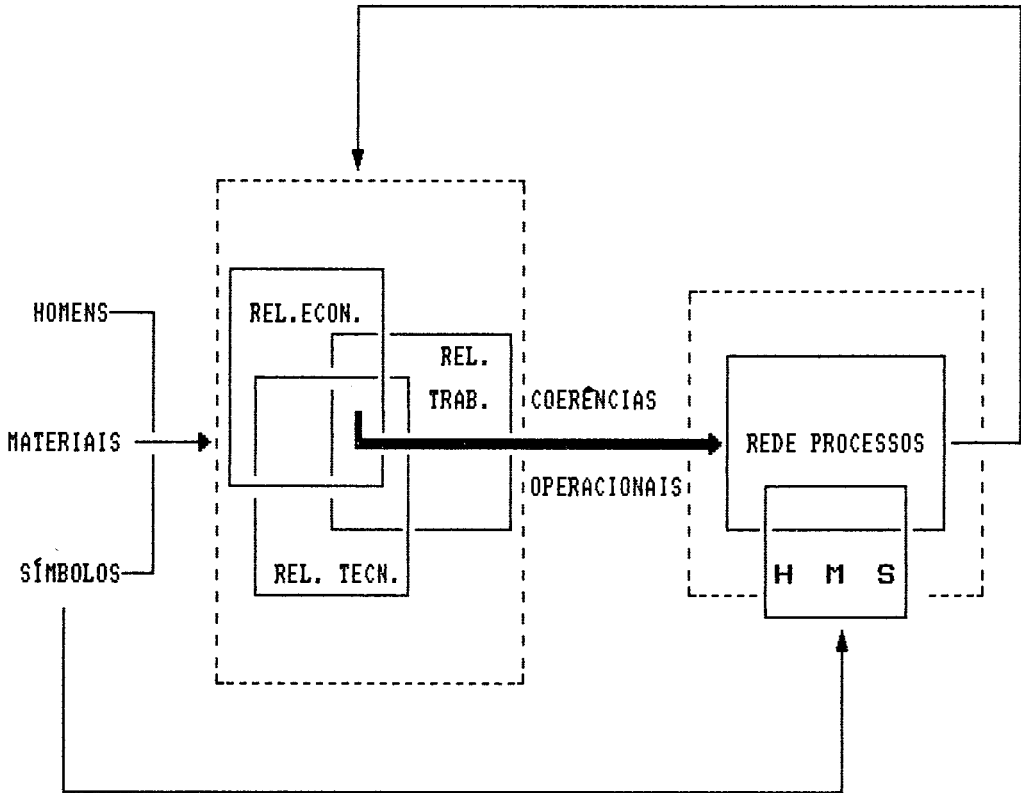 HOMENS
MATERIAIS
SÍMBOLOS
REL.ECON.
REL.
TRAB.
REL. TECN.
COERÊNCIAS
OPERACIONAIS
REDE PROCESSOS
H M S